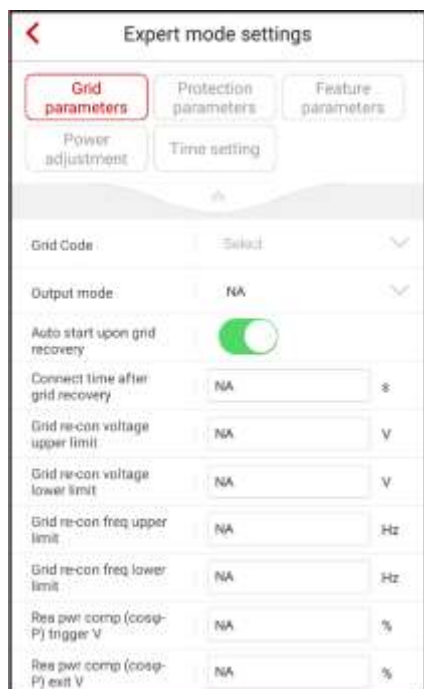 Expert mode settings
Grid
parameters
Protection
parameters
Feature
parameters
Power
adjustment
Time setting
Grid Code
Select
Output mode
NA
Auto start upon grid
recovery
Connect time after
grid recovery
NA
s
Grid re-con voltage
upper limit
NA
V
Grid re-con voltage
lower limit
NA
V
Grid re-con freq upper
limit
NA
Hz
Grid re-con freq lower
limit
NA
Hz
Rea pwr comp (cosφ-
P) trigger V
NA
%
Rea pwr comp (cosφ-
P) exit V
NA
%